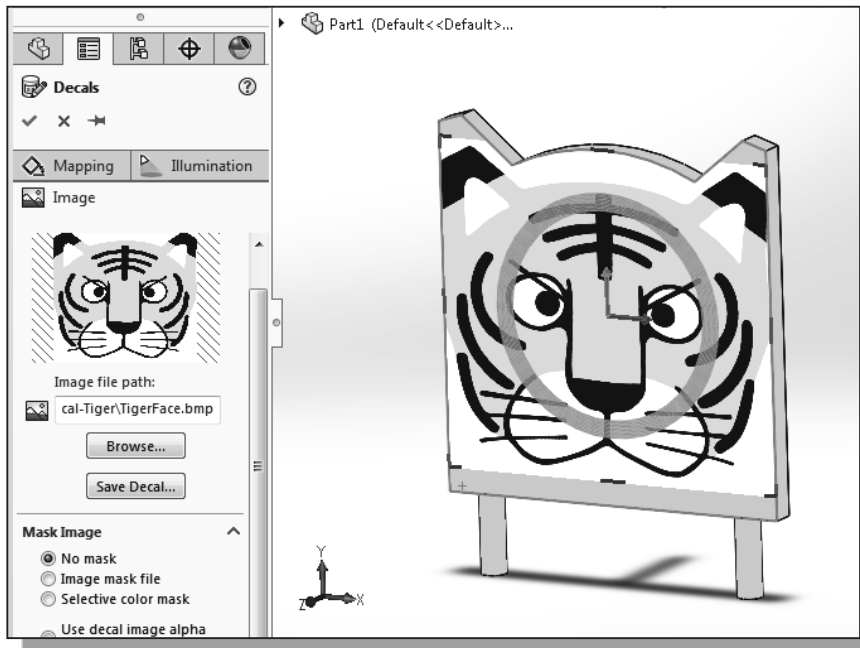 Part1 (Default<<Default>...
Decals
Mapping
Illumination
Image
Image file path:
cal-Tiger\TigerFace.bmp
Browse...
Save Decal...
Mask Image
No mask
Image mask file
Selective color mask
Use decal image alpha
Y
Z
X